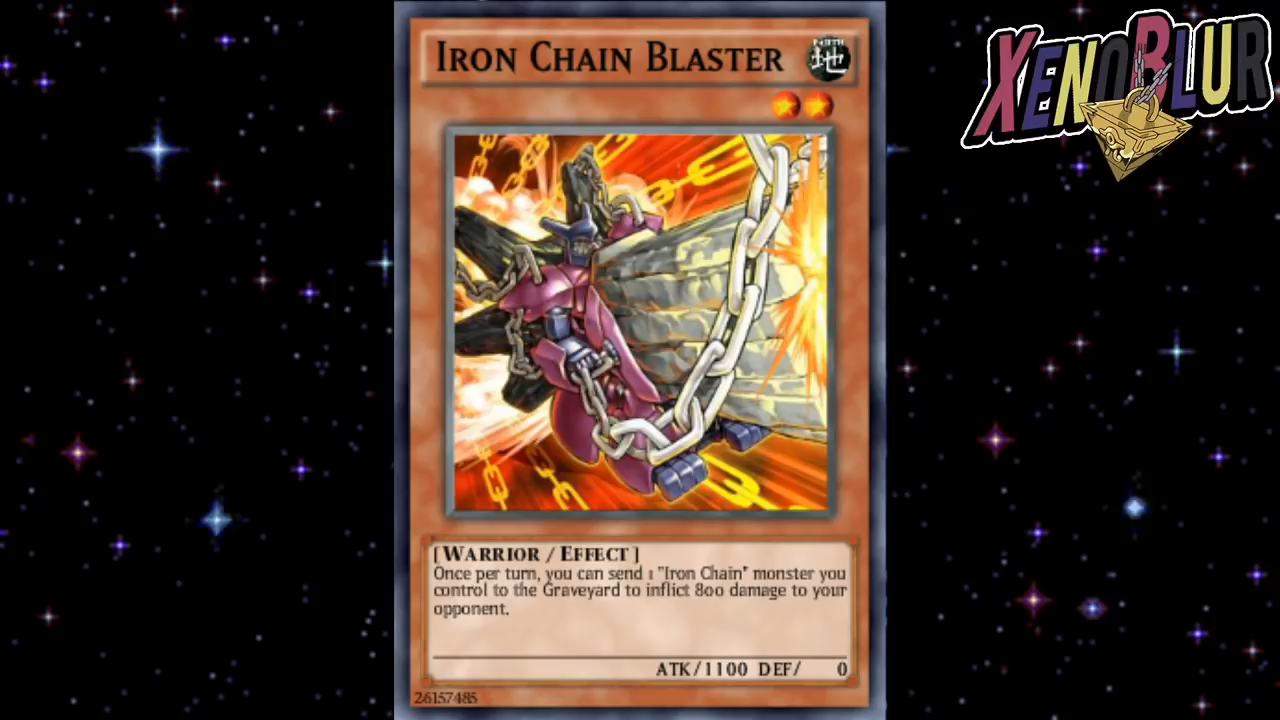 XENOBLUR
IRON CHAIN BLASTER
EARTH
地
[ WARRIOR / EFFECT ]
Once per turn, you can send 1 "Iron Chain" monster you
control to the Graveyard to inflict 800 damage to your
opponent.
ATK/1100 DEF/ 0
26157485